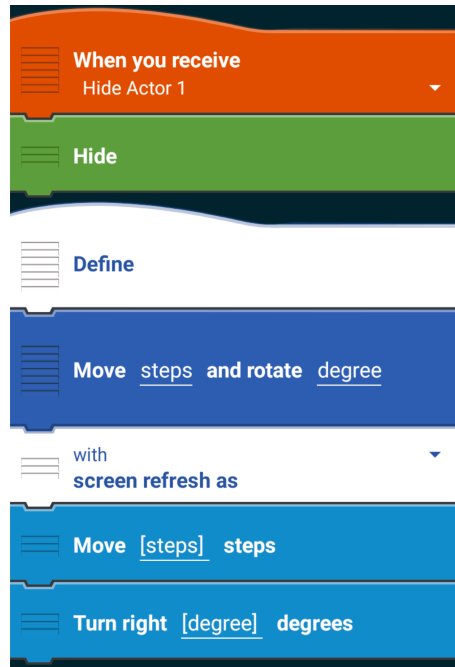 When you receive
Hide Actor 1
Hide
Define
Move steps and rotate degree
with
screen refresh as
Move [steps] steps
Turn right [degree] degrees